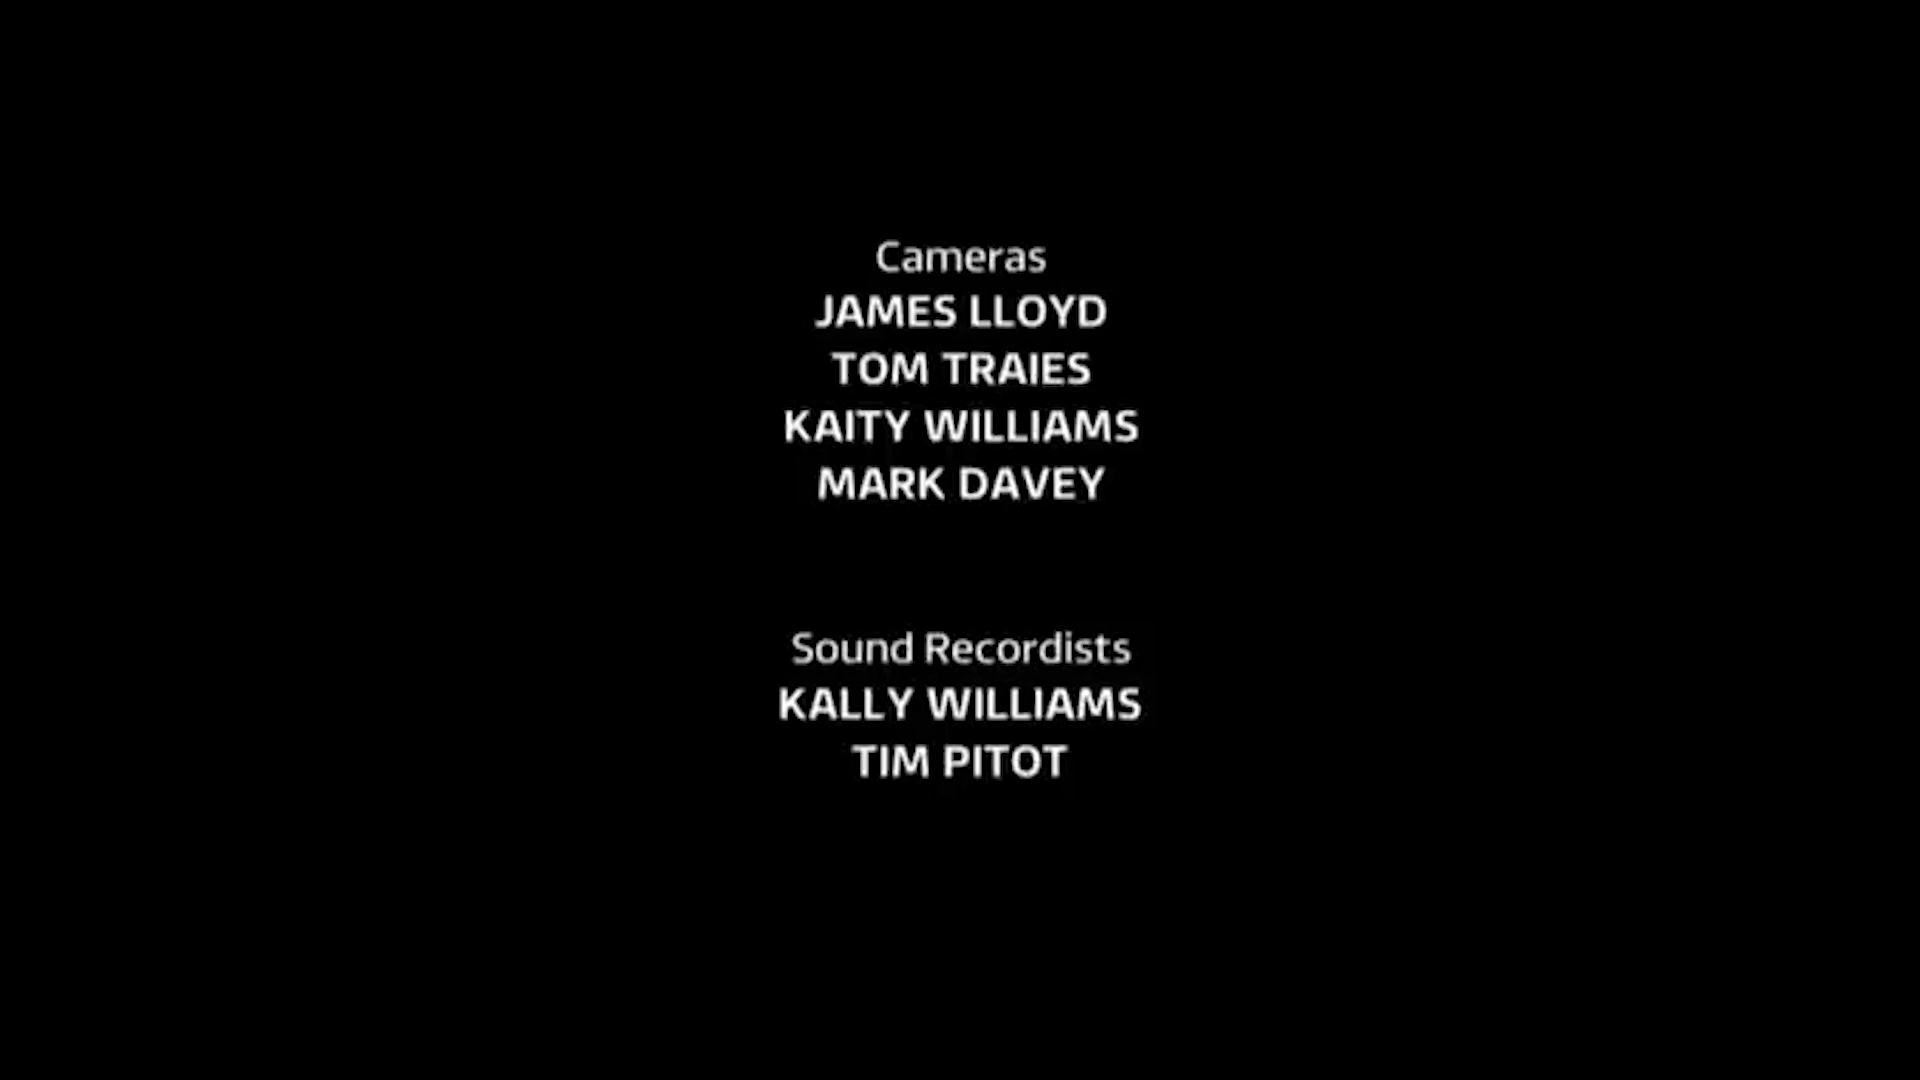 Cameras
JAMES LLOYD
TOM TRAIES
KAITY WILLIAMS
MARK DAVEY
Sound Recordists
KALLY WILLIAMS
TIM PITOT